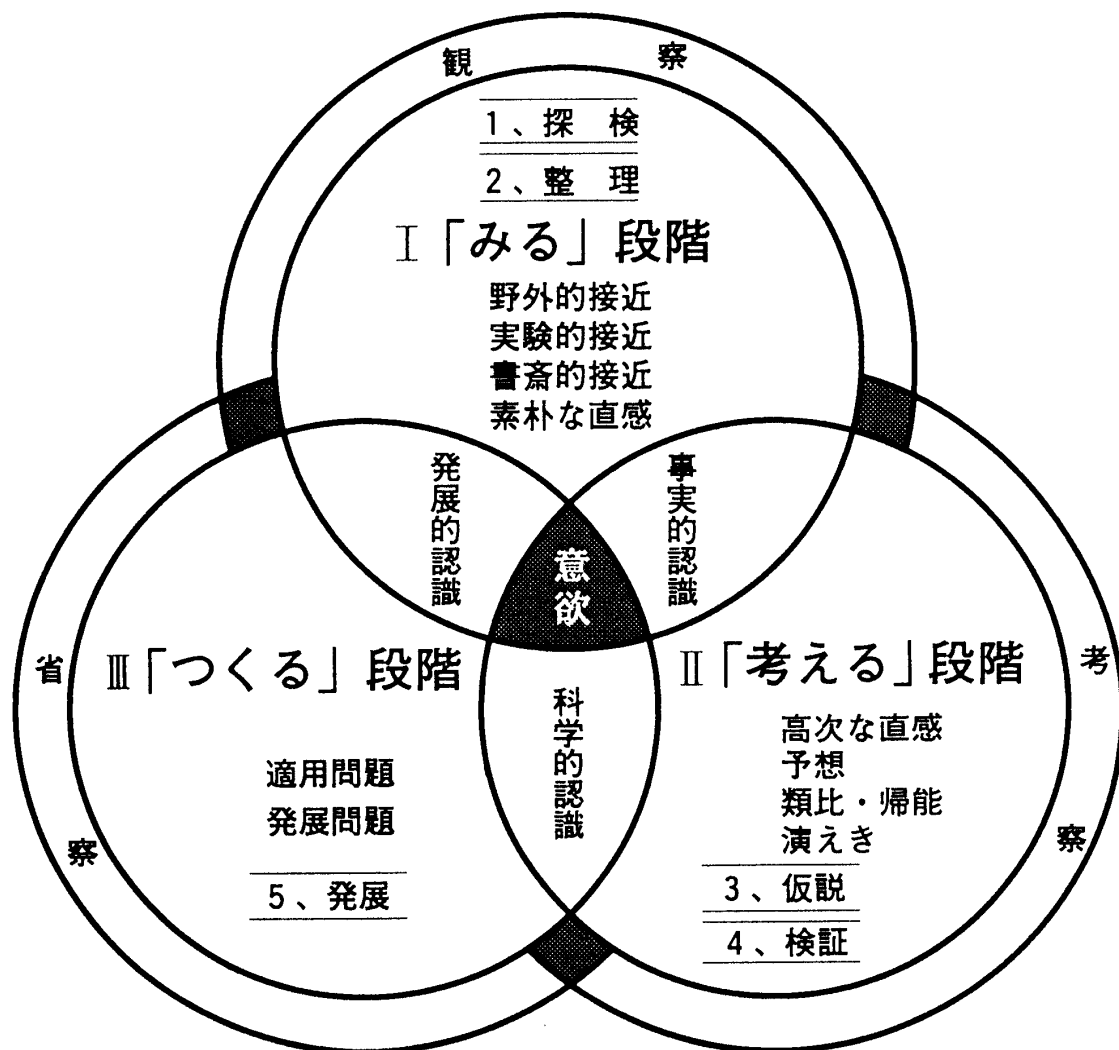 観察
1、探 検
2、整 理
Ⅰ「みる」段階
野外的接近
実験的接近
書斎的接近
素朴な直感
発展的認識
事実的認識
意欲
Ⅲ「つくる」段階
適用問題
発展問題
5、発展
省察
科学的認識
Ⅱ「考える」段階
高次な直感
予想
類比・帰能
演えき
3、仮説
4、検証
考察